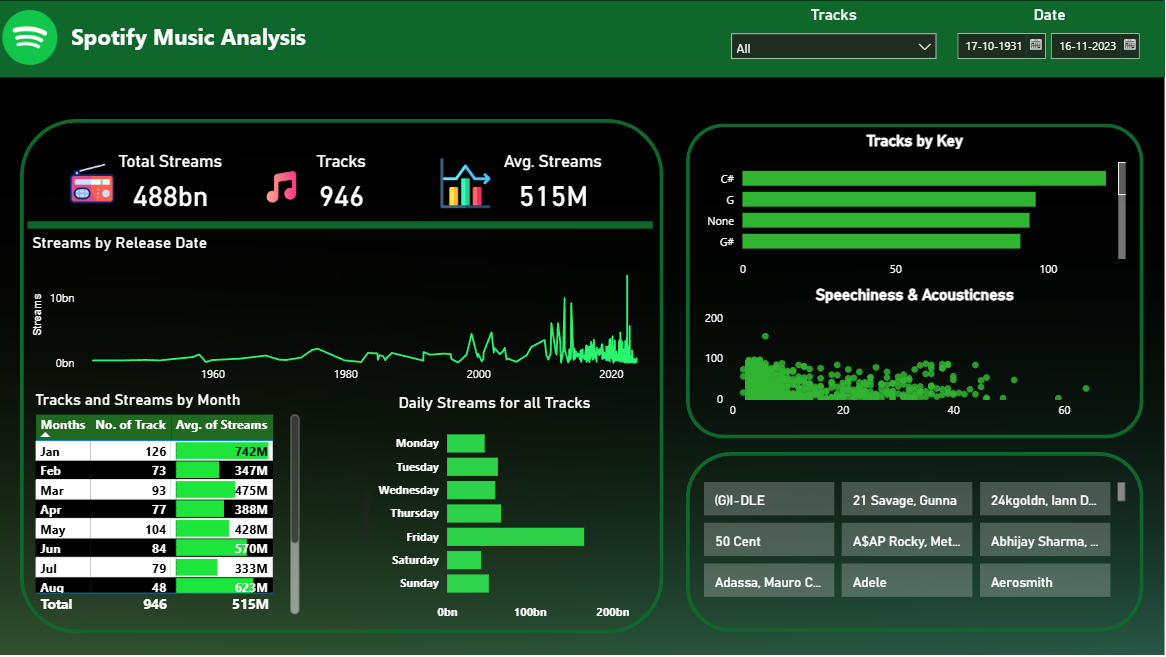 Spotify Music Analysis
Tracks
All
Date
17-10-1931 16-11-2023
Total Streams
488bn
Tracks
946
Avg. Streams
515M
Streams by Release Date
Streams
10bn
0bn
1960 1980 2000 2020
Tracks and Streams by Month
Months No. of Track Avg. of Streams
Jan 126 742M
Feb 73 347M
Mar 93 475M
Apr 77 388M
May 104 428M
Jun 84 570M
Jul 79 333M
Aug 48 623M
Total 946 515M
Daily Streams for all Tracks
Monday
Tuesday
Wednesday
Thursday
Friday
Saturday
Sunday
0bn 100bn 200bn
Tracks by Key
C#
G
None
G#
0 50 100
Speechiness & Acousticness
200
100
0
0 20 40 60
(G)I-DLE 21 Savage, Gunna 24kgoldn, Iann D...
50 Cent A$AP Rocky, Met... Abhijay Sharma, ...
Adassa, Mauro C... Adele Aerosmith